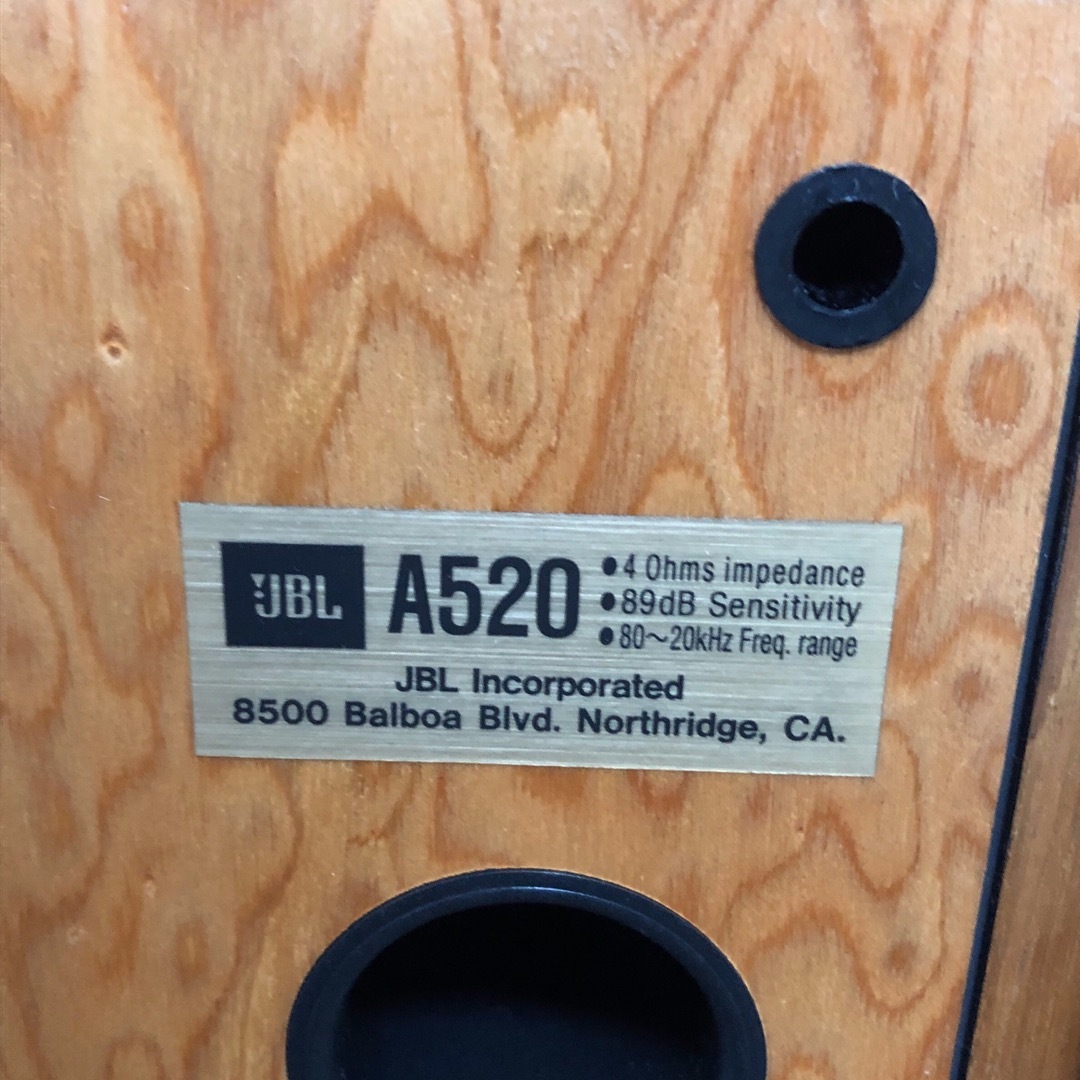 JBL A520
• 4 Ohms impedance
• 89dB Sensitivity
• 80~20kHz Freq. range
JBL Incorporated
8500 Balboa Blvd. Northridge, CA.